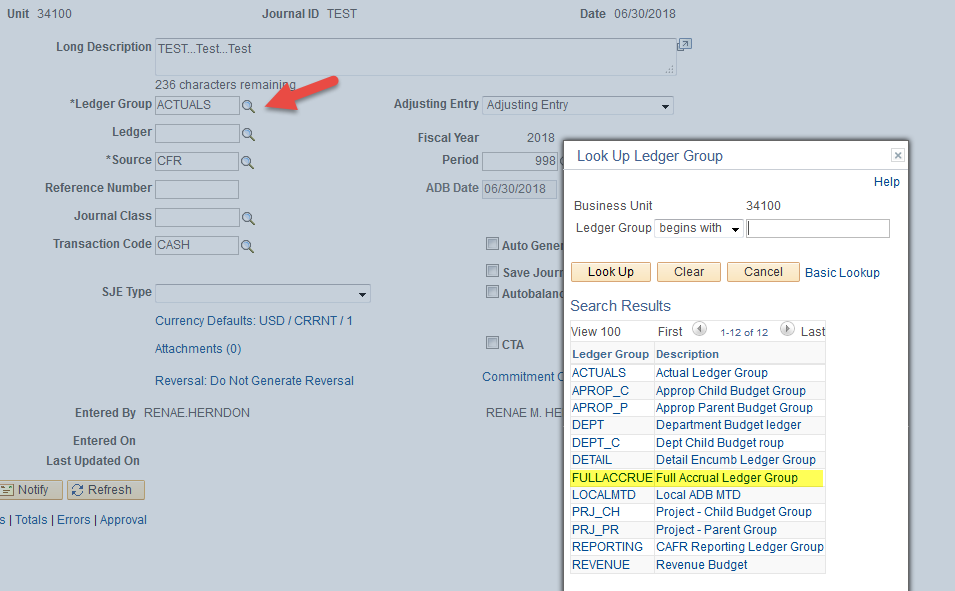 Unit 34100 Journal ID TEST Date 06/30/2018
Long Description TEST...Test...Test
236 characters remaining
*Ledger Group ACTUALS Adjusting Entry Adjusting Entry
Ledger Fiscal Year 2018
*Source CFR Period 998
Reference Number ADB Date 06/30/2018
Journal Class
Transaction Code CASH Auto Gener
Save Journ
SJE Type Autobalanc
Currency Defaults: USD / CRRNT / 1
Attachments (0) CTA
Reversal: Do Not Generate Reversal Commitment C
Entered By RENAE.HERNDON RENAE M. HE
Entered On
Last Updated On
Notify Refresh
s | Totals | Errors | Approval
Look Up Ledger Group
Help
Business Unit 34100
Ledger Group begins with
Look Up Clear Cancel Basic Lookup
Search Results
View 100 First 1-12 of 12 Last
Ledger Group Description
ACTUALS Actual Ledger Group
APROP_C Approp Child Budget Group
APROP_P Approp Parent Budget Group
DEPT Department Budget ledger
DEPT_C Dept Child Budget roup
DETAIL Detail Encumb Ledger Group
FULLACCRUE Full Accrual Ledger Group
LOCALMTD Local ADB MTD
PRJ_CH Project - Child Budget Group
PRJ_PR Project - Parent Group
REPORTING CAFR Reporting Ledger Group
REVENUE Revenue Budget